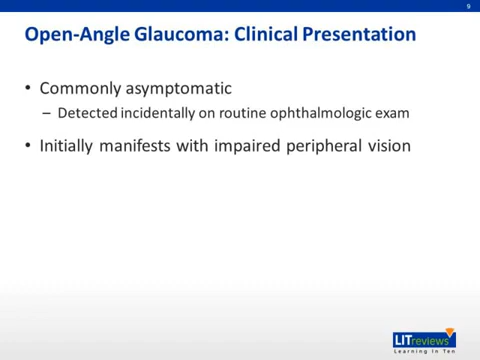 9
Open-Angle Glaucoma: Clinical Presentation
• Commonly asymptomatic
– Detected incidentally on routine ophthalmologic exam
• Initially manifests with impaired peripheral vision
LITreviews
Learning In Ten